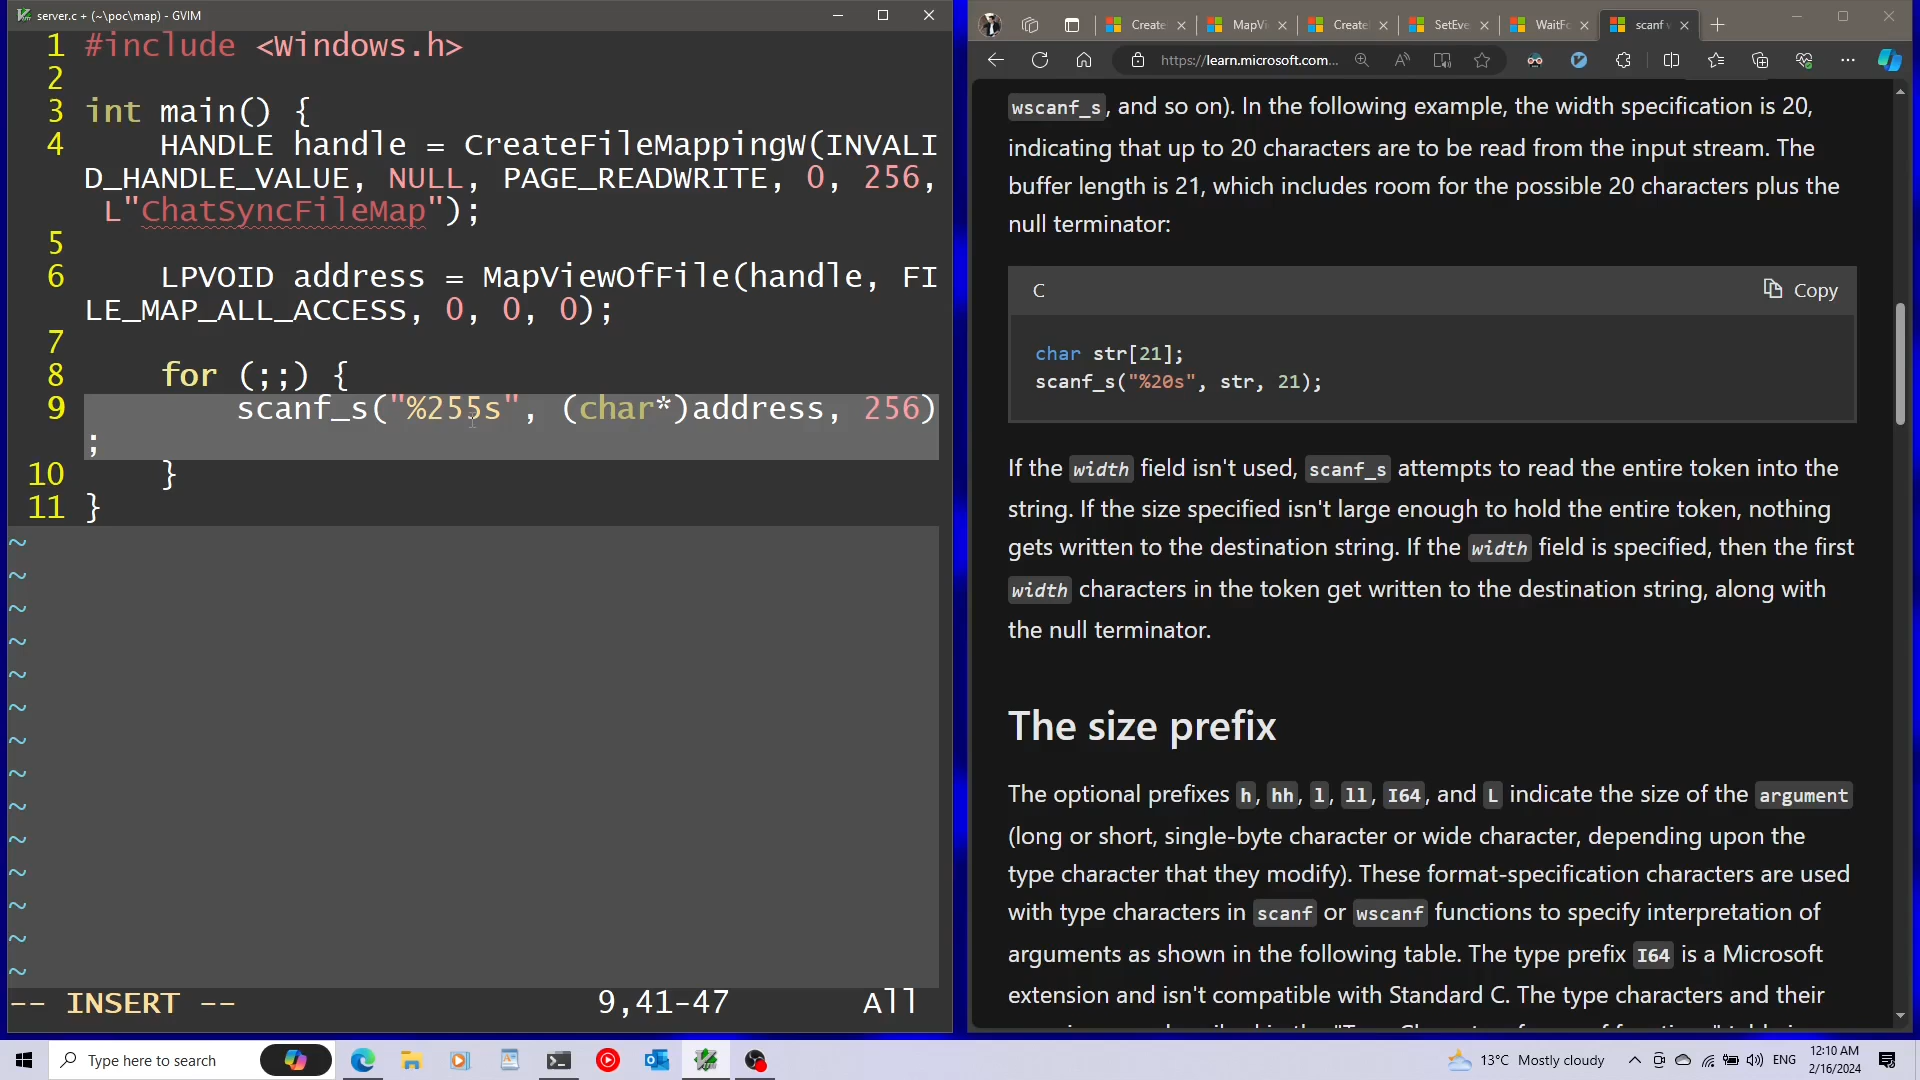 server.c + (~\poc\map) - GVIM
1 #include <Windows.h>
2
3 int main() {
4 HANDLE handle = CreateFileMappingW(INVALI
D_HANDLE_VALUE, NULL, PAGE_READWRITE, 0, 256,
L"ChatSyncFileMap");
5
6 LPVOID address = MapViewOfFile(handle, FI
LE_MAP_ALL_ACCESS, 0, 0, 0);
7
8 for (;;) {
9 scanf_s("%255s", (char*)address, 256)
;
10 }
11 }
~
~
~
~
~
~
~
~
~
~
~
~
~
~
-- INSERT -- 9,41-47 All
Create MapVi Create SetEve WaitFo scanf
https://learn.microsoft.com...
wscanf_s, and so on). In the following example, the width specification is 20,
indicating that up to 20 characters are to be read from the input stream. The
buffer length is 21, which includes room for the possible 20 characters plus the
null terminator:
C Copy
char str[21];
scanf_s("%20s", str, 21);
If the width field isn't used, scanf_s attempts to read the entire token into the
string. If the size specified isn't large enough to hold the entire token, nothing
gets written to the destination string. If the width field is specified, then the first
width characters in the token get written to the destination string, along with
the null terminator.
The size prefix
The optional prefixes h, hh, l, ll, I64, and L indicate the size of the argument
(long or short, single-byte character or wide character, depending upon the
type character that they modify). These format-specification characters are used
with type characters in scanf or wscanf functions to specify interpretation of
arguments as shown in the following table. The type prefix I64 is a Microsoft
extension and isn't compatible with Standard C. The type characters and their
Type here to search
13°C Mostly cloudy
ENG
12:10 AM
2/16/2024